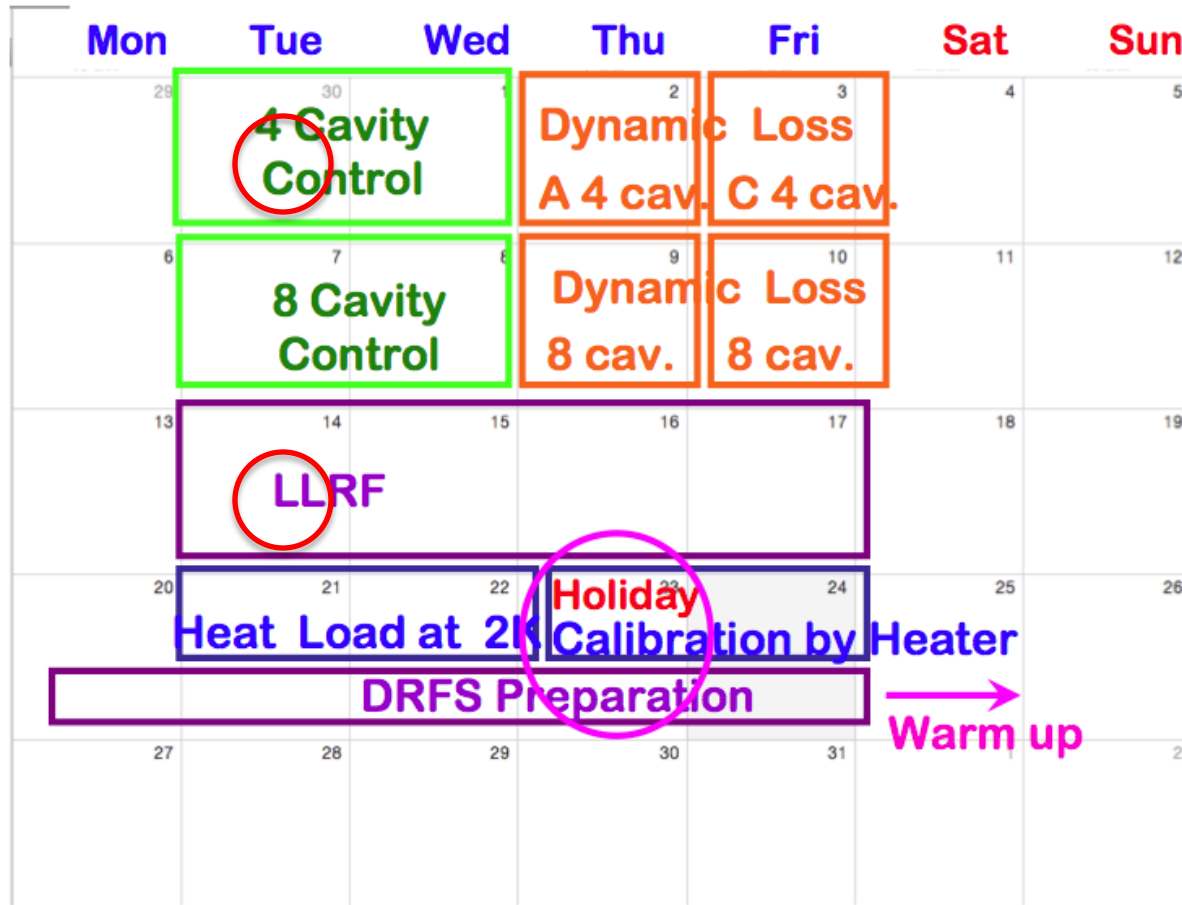 Mon Tue Wed Thu Fri Sat Sun
29 30 1 2 3 4 5
4 Cavity Dynamic Loss
Control A 4 cav. C 4 cav.
6 7 8 9 10 11 12
8 Cavity Dynamic Loss
Control 8 cav. 8 cav.
13 14 15 16 17 18 19
LLRF
20 21 22 23 24 25 26
Holiday
Heat Load at 2K Calibration by Heater
DRFS Preparation
Warm up
27 28 29 30 31 1 2